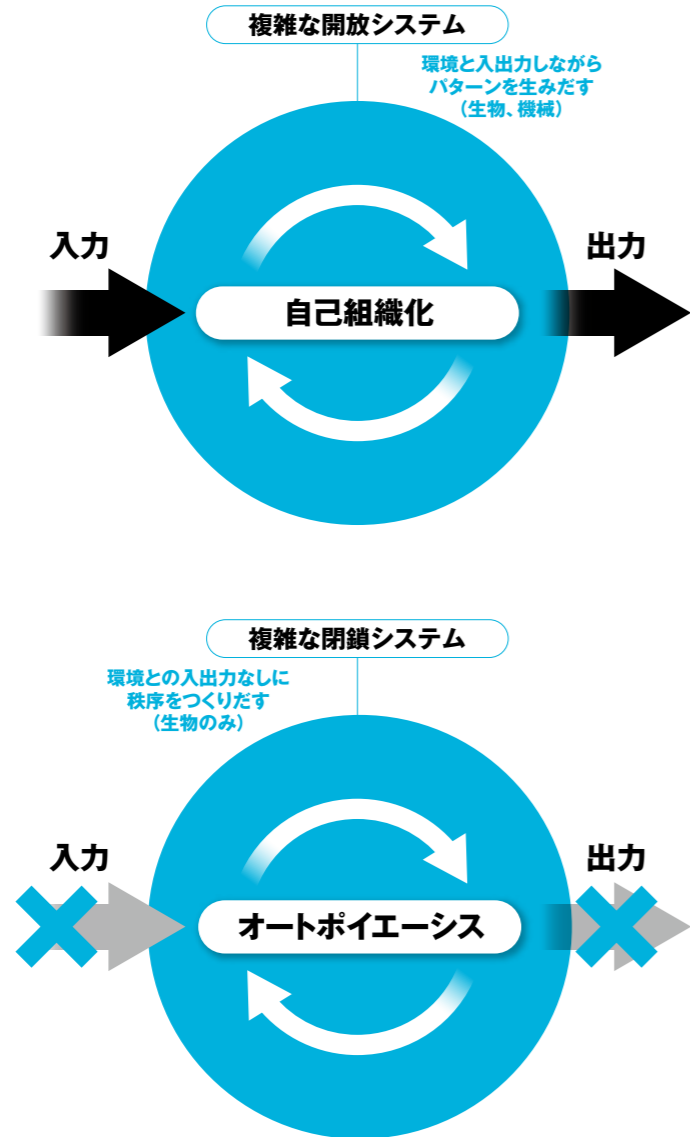 複雑な開放システム
環境と入出力しながら
パターンを生みだす
（生物、機械）
入力
出力
自己組織化
複雑な閉鎖システム
環境との入出力なしに
秩序をつくりだす
（生物のみ）
入力
出力
オートポイエーシス